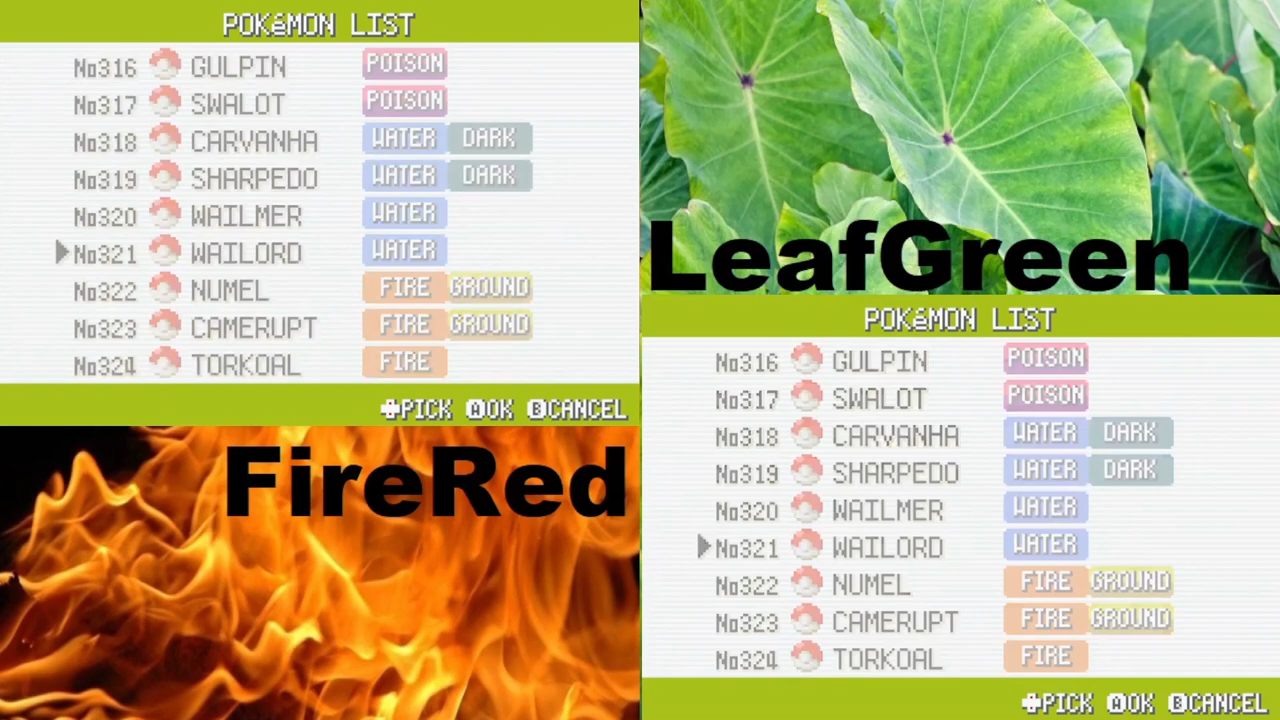 POKéMON LIST
No316 GULPIN POISON
No317 SWALOT POISON
No318 CARVANHA WATER DARK
No319 SHARPEDO WATER DARK
No320 WAILMER WATER
No321 WAILORD WATER
No322 NUMEL FIRE GROUND
No323 CAMERUPT FIRE GROUND
No324 TORKOAL FIRE
PICK A OK B CANCEL
FireRed
LeafGreen
POKéMON LIST
No316 GULPIN POISON
No317 SWALOT POISON
No318 CARVANHA WATER DARK
No319 SHARPEDO WATER DARK
No320 WAILMER WATER
No321 WAILORD WATER
No322 NUMEL FIRE GROUND
No323 CAMERUPT FIRE GROUND
No324 TORKOAL FIRE
PICK A OK B CANCEL